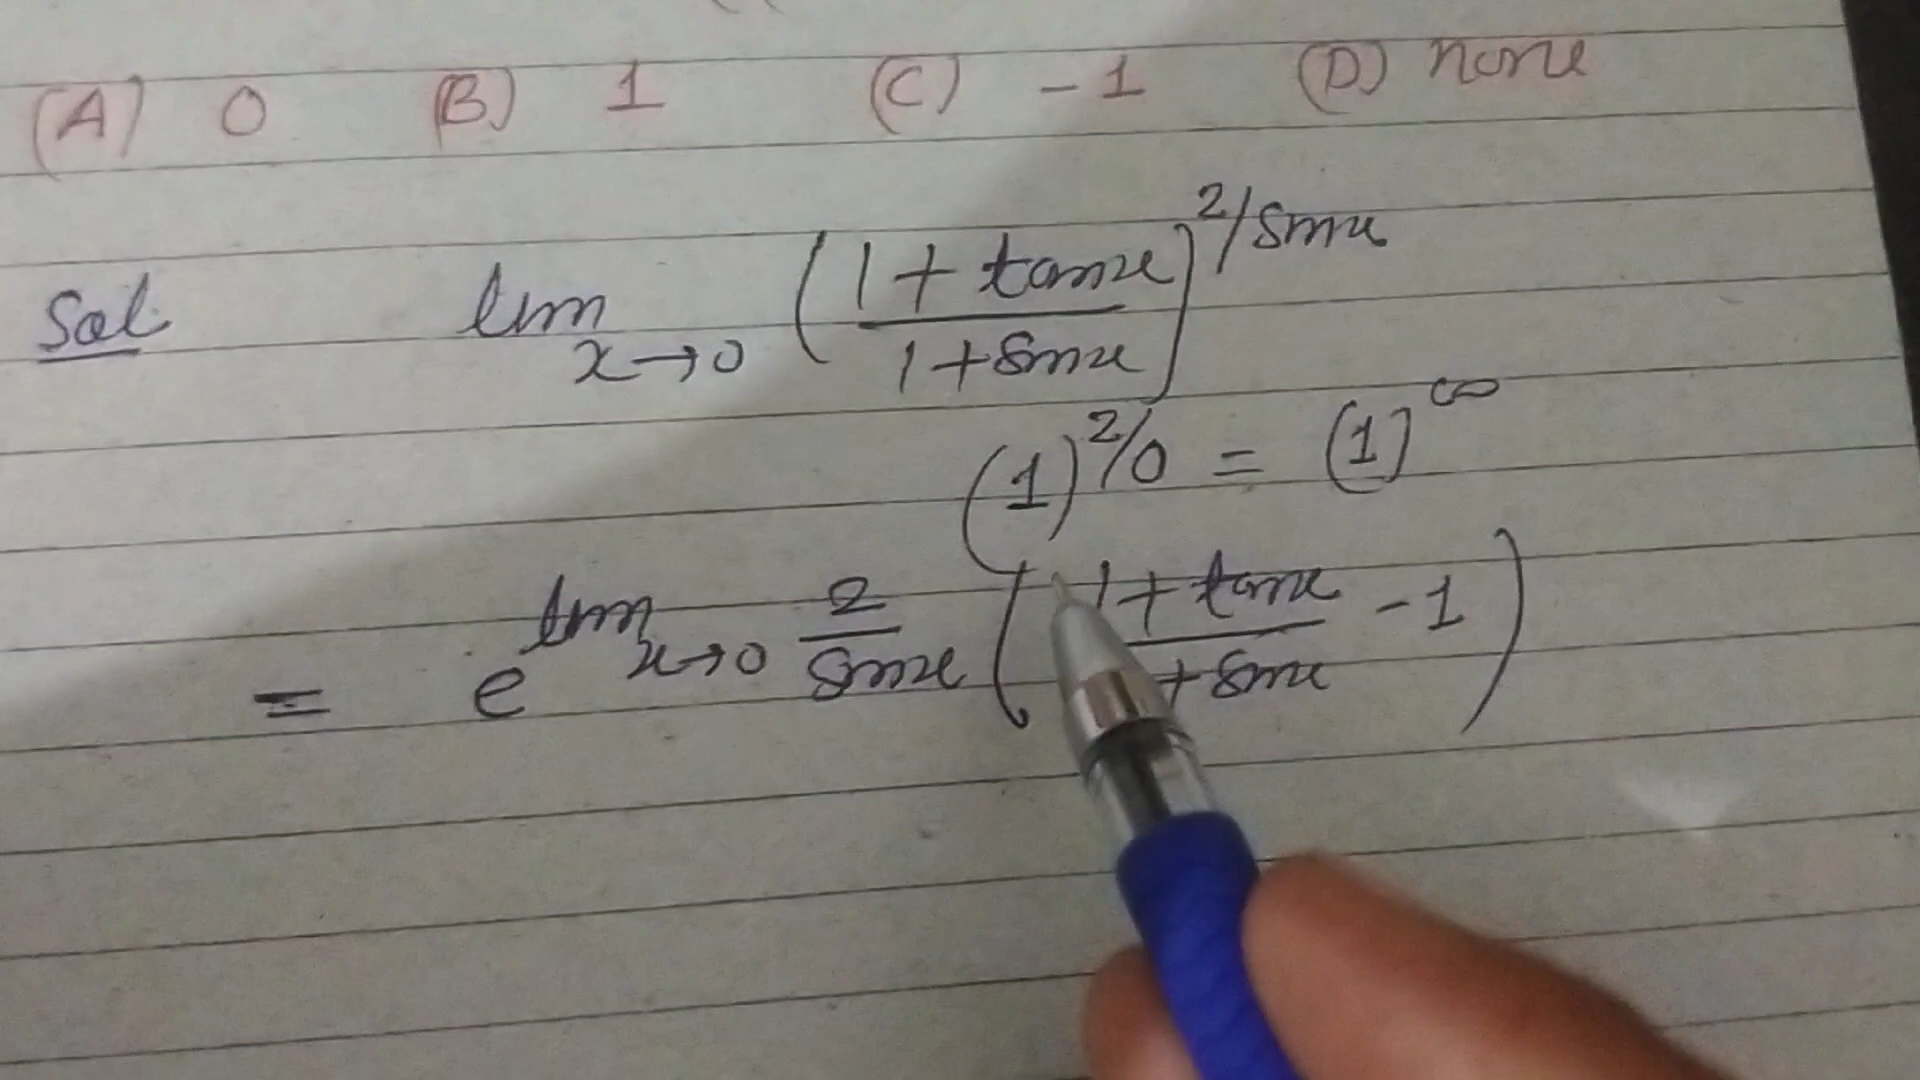 (A) 0 (B) 1 (C) -1 (D) none
Sol lim x→0 ((1 + tanx)/(1 + sinx))^2/sinx
(1)^2/0 = (1)^∞
= e^lim x→0 2/sinx ((1 + tanx)/(+ sinx) - 1)